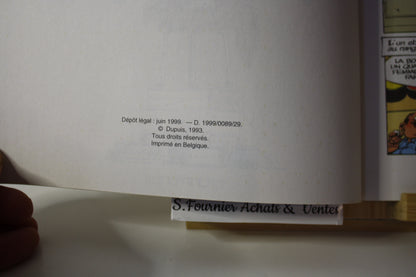 Dépôt légal : juin 1999. — D. 1999/0089/29.
© Dupuis, 1993.
Tous droits réservés.
Imprimé en Belgique.
S. Fournier Achats & Ventes